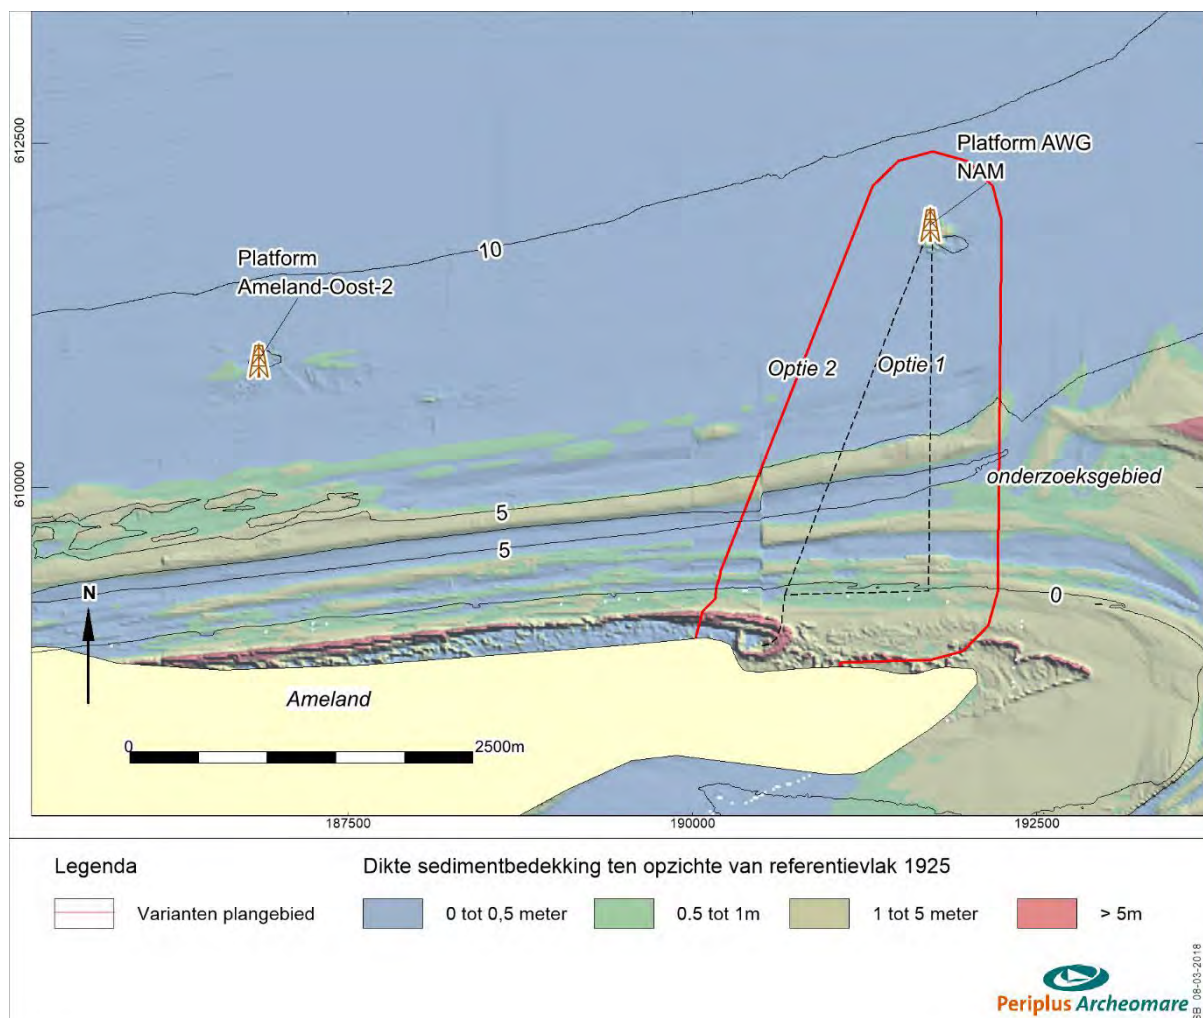 612500
Platform AWG
NAM
10
Platform
Ameland-Oost-2
Optie 2
Optie 1
610000
onderzoeksgebied
5
5
N
0
Ameland
0
2500m
187500
190000
192500
Legenda
Dikte sedimentbedekking ten opzichte van referentievlak 1925
Varianten plangebied
0 tot 0,5 meter
0.5 tot 1m
1 tot 5 meter
> 5m
Periplus Archeomare
08-03-2018